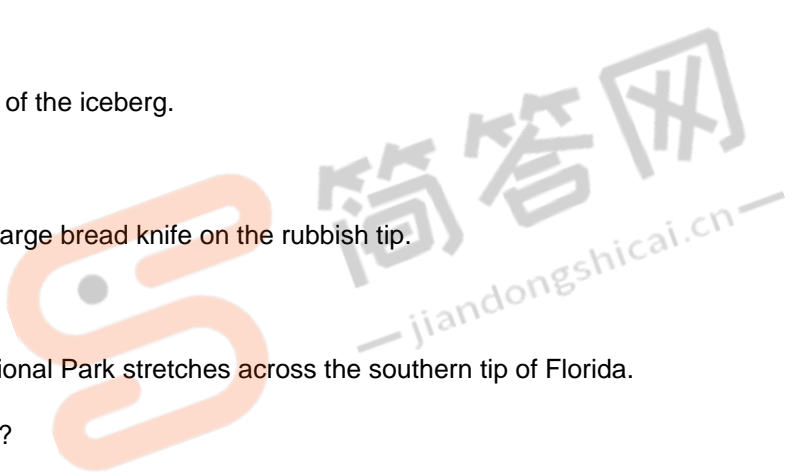 of the iceberg.
简答网
jiandongshicai.cn
arge bread knife on the rubbish tip.
ional Park stretches across the southern tip of Florida.
?